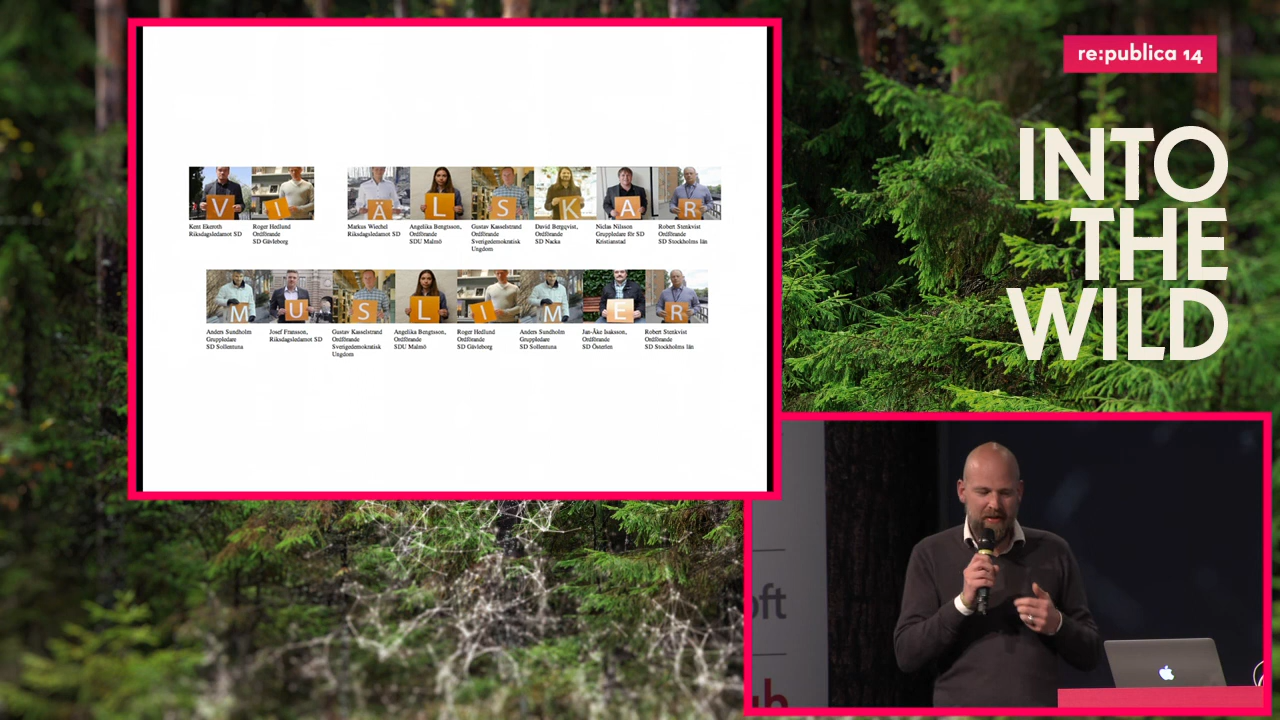 re:publica 14
INTO
THE
WILD
V I Ä L S K A R
Kent Ekeroth
Riksdagsledamot SD
Roger Hedlund
Ordförande
SD Gävleborg
Markus Wiechel
Riksdagsledamot SD
Angelika Bengtsson,
Ordförande
SDU Malmö
Gustav Kasselstrand
Ordförande
Sverigedemokratisk
Ungdom
David Bergqvist,
Ordförande
SD Nacka
Niclas Nilsson
Gruppledare för SD
Kristianstad
Robert Stenkvist
Ordförande
SD Stockholms län
M U S L I M E R
Anders Sundholm
Gruppledare
SD Sollentuna
Josef Fransson,
Riksdagsledamot SD
Gustav Kasselstrand
Ordförande
Sverigedemokratisk
Ungdom
Angelika Bengtsson,
Ordförande
SDU Malmö
Roger Hedlund
Ordförande
SD Gävleborg
Anders Sundholm
Gruppledare
SD Sollentuna
Jan-Åke Isaksson,
Ordförande
SD Österlen
Robert Stenkvist
Ordförande
SD Stockholms län
oft